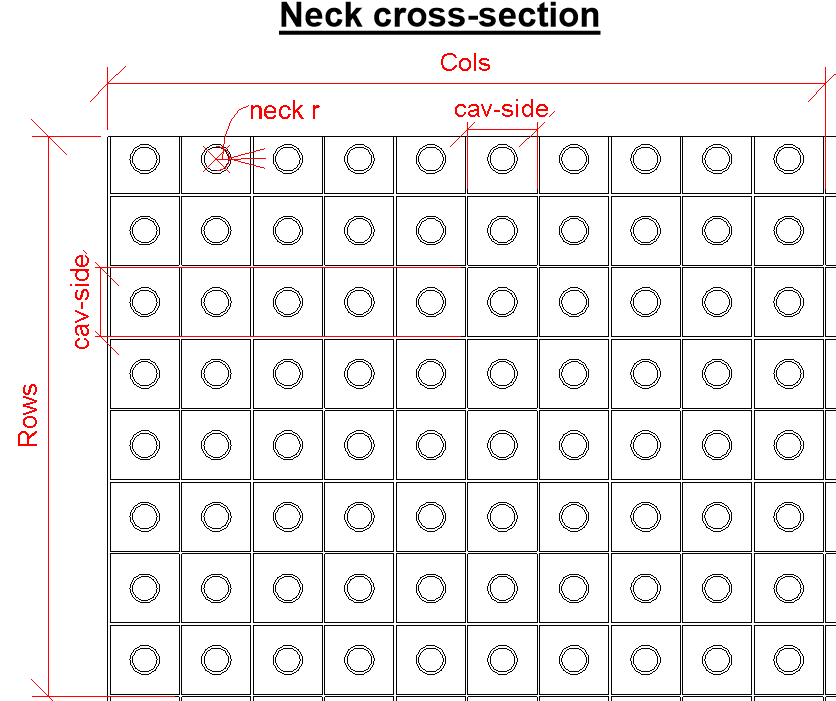 Neck cross-section
Cols
neck r
cav-side
cav-side
Rows